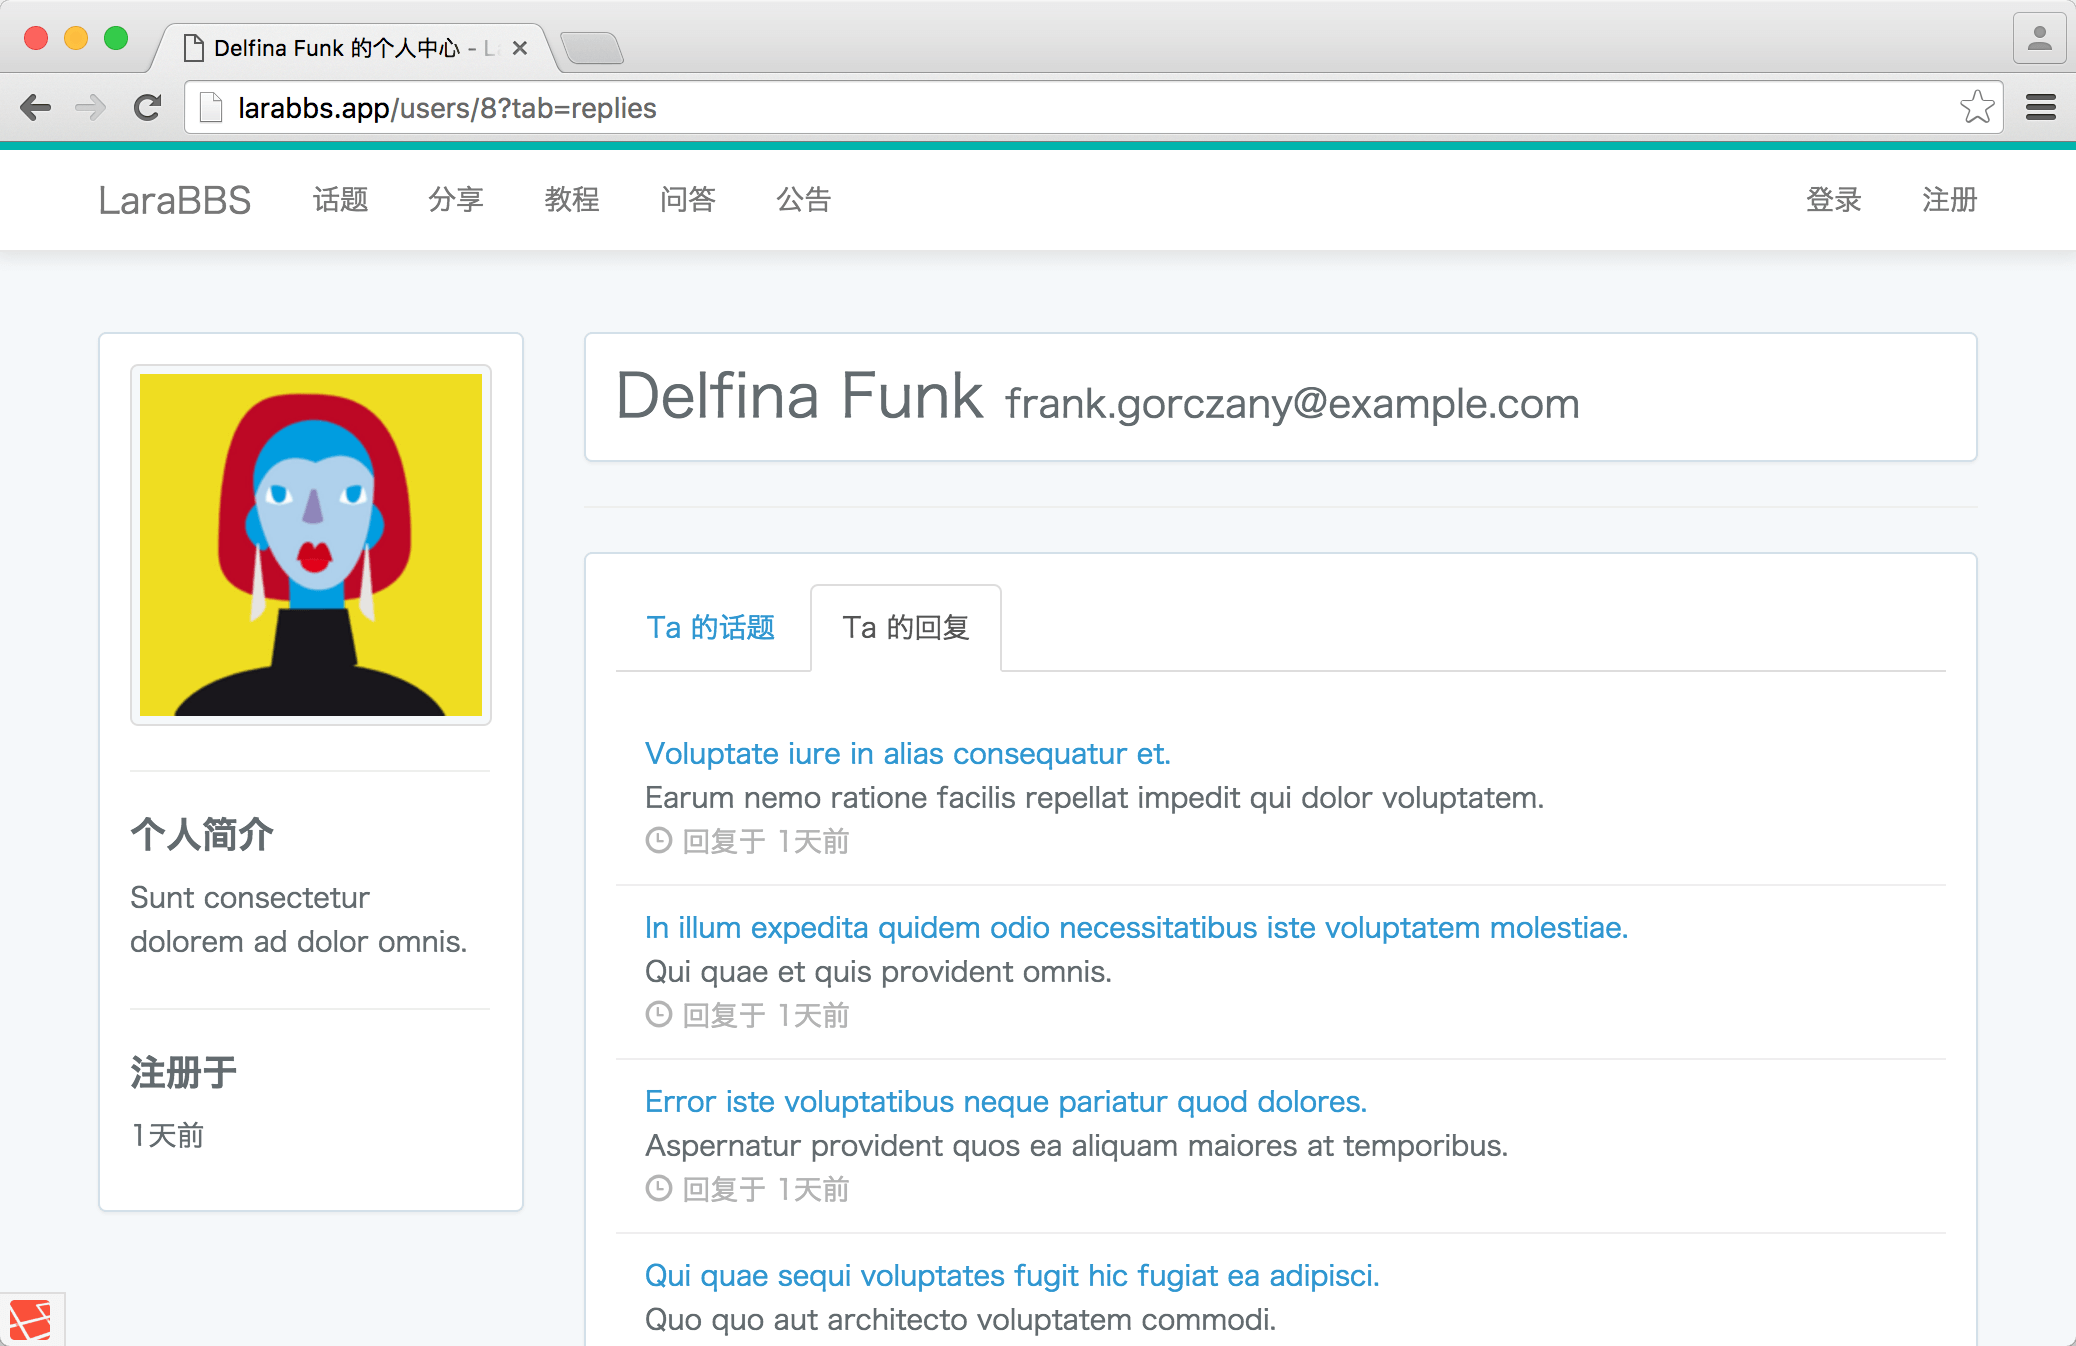 Delfina Funk 的个人中心 - L
larabbs.app/users/8?tab=replies
LaraBBS 话题 分享 教程 问答 公告 登录 注册
Delfina Funk frank.gorczany@example.com
个人简介
Sunt consectetur
dolorem ad dolor omnis.
注册于
1天前
Ta 的话题 Ta 的回复
Voluptate iure in alias consequatur et.
Earum nemo ratione facilis repellat impedit qui dolor voluptatem.
回复于 1天前
In illum expedita quidem odio necessitatibus iste voluptatem molestiae.
Qui quae et quis provident omnis.
回复于 1天前
Error iste voluptatibus neque pariatur quod dolores.
Aspernatur provident quos ea aliquam maiores at temporibus.
回复于 1天前
Qui quae sequi voluptates fugit hic fugiat ea adipisci.
Quo quo aut architecto voluptatem commodi.